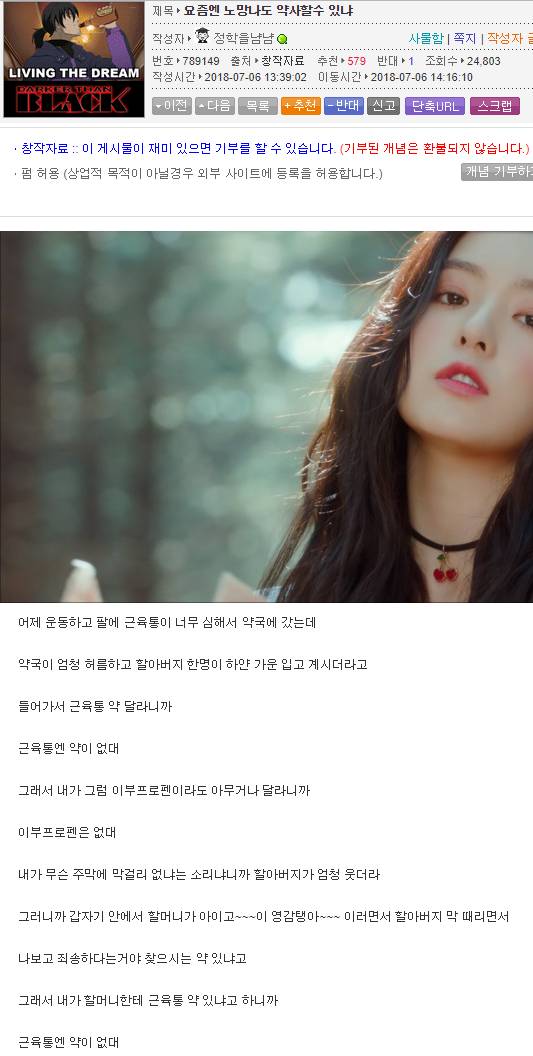 LIVING THE DREAM
DARKER THAN
BLACK
제목 요즘엔 노망나도 약사할수 있냐
작성자 정학을냠냠 사물함 | 쪽지 | 작성자 글
번호 789149 출처 창작자료 추천 579 반대 1 조회수 24,803
작성시간 2018-07-06 13:39:02 이동시간 2018-07-06 14:16:10
이전 다음 목록 +추천 -반대 신고 단축URL 스크랩
· 창작자료 :: 이 게시물이 재미 있으면 기부를 할 수 있습니다. (기부된 개념은 환불되지 않습니다.)
· 펌 허용 (상업적 목적이 아닐경우 외부 사이트에 등록을 허용합니다.) 개념 기부하기
어제 운동하고 팔에 근육통이 너무 심해서 약국에 갔는데
약국이 엄청 허름하고 할아버지 한명이 하얀 가운 입고 계시더라고
들어가서 근육통 약 달라니까
근육통엔 약이 없대
그래서 내가 그럼 이부프로펜이라도 아무거나 달라니까
이부프로펜은 없대
내가 무슨 주막에 막걸리 없냐는 소리냐니까 할아버지가 엄청 웃더라
그러니까 갑자기 안에서 할머니가 아이고~~~이 영감탱아~~~ 이러면서 할아버지 막 때리면서
나보고 죄송하다는거야 찾으시는 약 있냐고
그래서 내가 할머니한테 근육통 약 있냐고 하니까
근육통엔 약이 없대